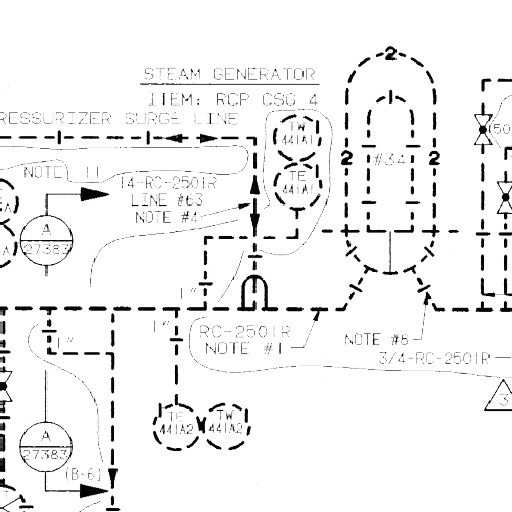 STEAM GENERATOR
ITEM: RCP CSG 4
RESSURIZER SURGE LINE
2
TW
441A1
TE
441A1
2
#34
2
(50
NOTE 11
14-RC-2501R
LINE #63
NOTE #4
A
A
A
27383
1"
1"
1"
RC-2501R
NOTE #1
NOTE #8
3/4-RC-2501R
3
TE
441A2
TW
441A2
A
27383
(B-6)